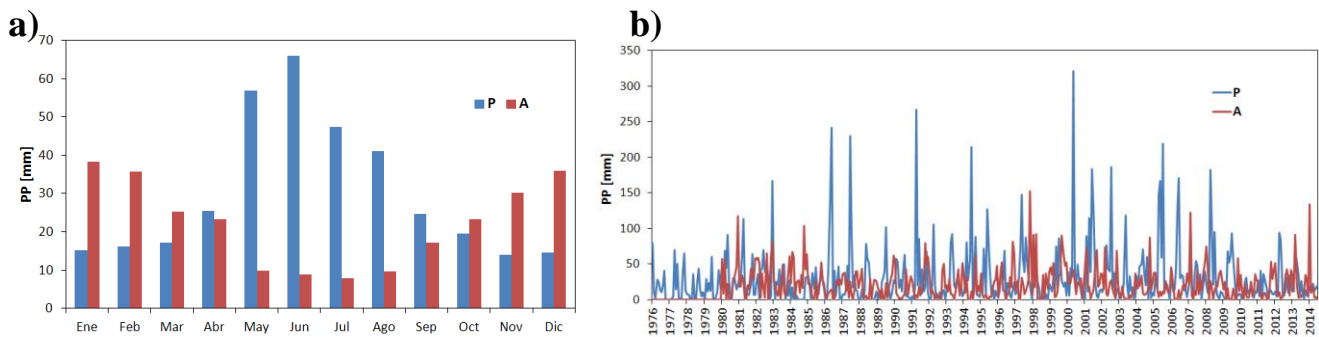 a)
PP [mm]
70
60
50
40
30
20
10
0
P A
Ene Feb Mar Abr May Jun Jul Ago Sep Oct Nov Dic
b)
PP [mm]
350
300
250
200
150
100
50
0
P
A
1976 1977 1978 1979 1980 1981 1982 1983 1984 1985 1986 1987 1988 1989 1990 1991 1992 1993 1994 1995 1996 1997 1998 1999 2000 2001 2002 2003 2004 2005 2006 2007 2008 2009 2010 2011 2012 2013 2014